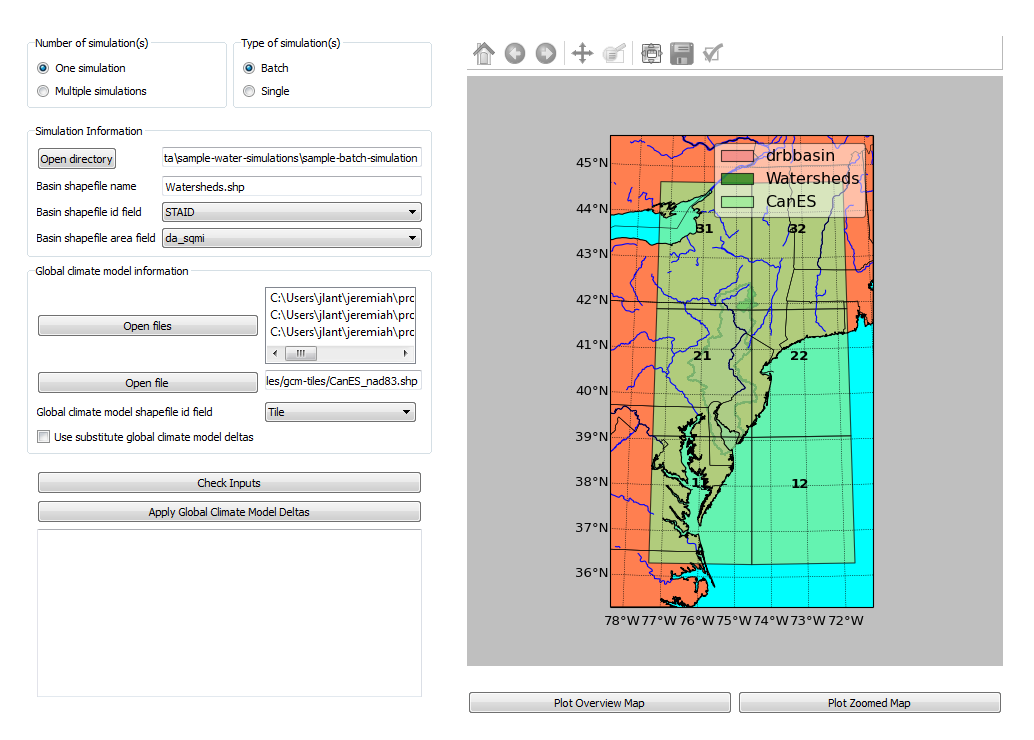 Number of simulation(s)
One simulation
Multiple simulations
Type of simulation(s)
Batch
Single
Simulation Information
Open directory
ta\sample-water-simulations\sample-batch-simulation
Basin shapefile name
Watersheds.shp
Basin shapefile id field
STAID
Basin shapefile area field
da_sqmi
Global climate model information
Open files
C:\Users\jlant\jeremiah\prc
C:\Users\jlant\jeremiah\prc
C:\Users\jlant\jeremiah\prc
Open file
les/gcm-tiles/CanES_nad83.shp
Global climate model shapefile id field
Tile
Use substitute global climate model deltas
Check Inputs
Apply Global Climate Model Deltas
drbbasin
Watersheds
CanES
45°N
44°N
43°N
42°N
41°N
40°N
39°N
38°N
37°N
36°N
31
32
21
22
11
12
78°W 77°W 76°W 75°W 74°W 73°W 72°W
Plot Overview Map
Plot Zoomed Map